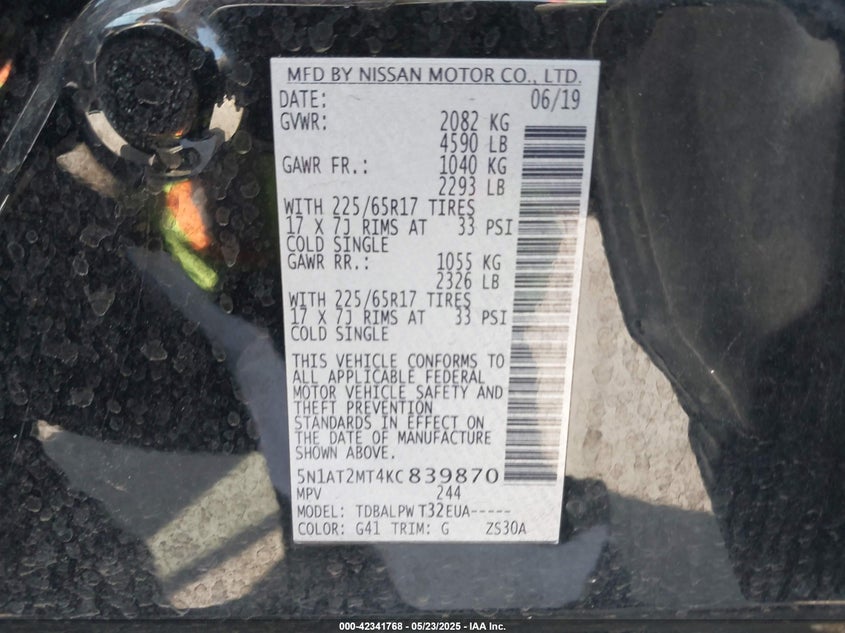 MFD BY NISSAN MOTOR CO., LTD.
DATE: 06/19
GVWR: 2082 KG
4590 LB
GAWR FR.: 1040 KG
2293 LB
WITH 225/65R17 TIRES
17 X 7J RIMS AT 33 PSI
COLD SINGLE
GAWR RR.: 1055 KG
2326 LB
WITH 225/65R17 TIRES
17 X 7J RIMS AT 33 PSI
COLD SINGLE
THIS VEHICLE CONFORMS TO
ALL APPLICABLE FEDERAL
MOTOR VEHICLE SAFETY AND
THEFT PREVENTION
STANDARDS IN EFFECT ON
THE DATE OF MANUFACTURE
SHOWN ABOVE.
5N1AT2MT4KC839870
MPV 244
MODEL: TDBALPW T32EUA-----
COLOR: G41 TRIM: G ZS30A
000-42341768 - 05/23/2025 - IAA Inc.